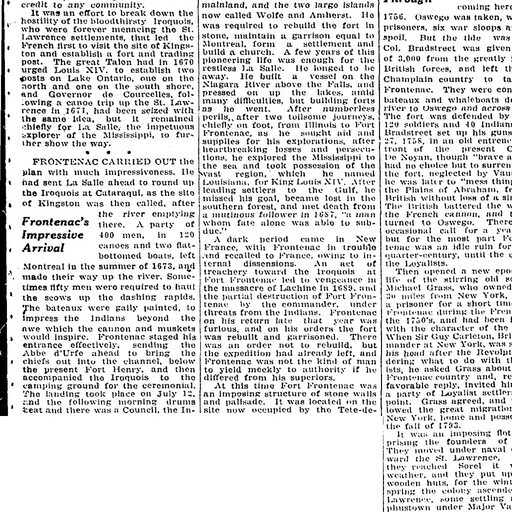 credit to any community.
It was an effort to break down the
hostility of the bloodthirsty Iroquois,
who were forever menacing the St.
Lawrence settlements, that led the
French first to visit the site of Kings-
ton and establish a fort and trading
post. The great Talon had in 1670
urged Louis XIV. to establish two
posts on Lake Ontario, one on the
north and one on the south shore,
and Governor de Courcelles, fol-
lowing a canoe trip up the St. Law-
rence in 1671, had been seized with
the same idea, but it remained
chiefly for La Salle, the impetuous
explorer of the Mississippi, to fur-
ther show the way.
FRONTENAC CARRIED OUT the
plan with much impressiveness. He
had sent La Salle ahead to round up
the Iroquois at Cataraqui, as the site
of Kingston was then called, after
Frontenac's
Impressive
Arrival
the river emptying
there. A party of
400 men, in 120
canoes and two flat-
bottomed boats, left
Montreal in the summer of 1673, and
made their way up the river. Some-
times fifty men were required to haul
the scows up the dashing rapids.
The bateaux were gaily painted, to
impress the Indians beyond the
awe which the cannon and muskets
would inspire. Frontenac staged his
entrance effectively, sending the
Abbe d'Urfe ahead to bring the
chiefs out into the channel, below
the present Fort Henry, and then
accompanied the Iroquois to the
camping ground for the ceremonial.
The landing took place on July 12,
and the following morning drums
beat and there was a Council, the In-
mainland, and the two large islands
now called Wolfe and Amherst. He
was required to rebuild the fort in
stone, maintain a garrison equal to
Montreal, form a settlement and
build a church. A few years of this
pioneering life was enough for the
restless La Salle. He longed to be
away. He built a vessel on the
Niagara River above the Falls, and
pressed on up the lakes, mid
many difficulties, but building forts
as he went. After numberless
perils, after two toilsome journeys,
chiefly on foot, from Illinois to Fort
Frontenac, as he sought aid and
supplies for his explorations, after
heartbreaking losses and persecu-
tions, he explored the Mississippi to
the sea and took possession of the
vast region, which he named
Louisiana, for King Louis XIV. After
leading settlers to the Gulf, he
missed his goal, became lost in the
southern forest, and met death from
a mutinous follower in 1687, "a man
whom fate alone was able to sub-
due."
A dark period came in New
France, with Frontenac in trouble
and recalled to France, owing to in-
ternal dissensions. An act of
treachery toward the Iroquois at
Fort Frontenac led to vengeance in
the massacre of Lachine in 1689, and
the partial destruction of Fort Fron-
tenac by the commander, under
threats from the Indians. Frontenac
on his return late that year was
furious, and on his orders the fort
was rebuilt and garrisoned. There
was an order not to rebuild, but
the expedition had already left, and
Frontenac was not the kind of man
to yield meekly to authority if he
differed from his superiors.
At this time Fort Frontenac was
an imposing structure of stone walls
and palisade. It was located on the
site now occupied by the Tete-de-
Through
coming here
1756. Oswego was taken, w
prisoners, six war sloops a
spoil. But the tide was
Col. Bradstreet was given
of 3,000 from the greatly
British forces, and left th
Champlain country to ta
Frontenac. They were con
bateaux and whaleboats d
river to Oswego and across
The fort was defended by
120 soldiers and 40 Indians
Bradstreet set up his guns
27, 1758, in an old entrench
front of the present C
De Noyan, though "brave a
had no choice but to surren
the fort, neglected by Vau
he was later to "mess thing
the Plains of Abraham, fe
British without loss of a si
The British battered the w
the French cannon, and d
turned to Oswego. There
occasional call for a yea
but for the most part Fo
tenac was an idle ruin for
quarter-century, until the c
the Loyalists.
Then opened a new epo
life of the stirring old se
Michael Grass, who owned
30 miles from New York,
a prisoner for a short time
Frontenac during the Fren
the 1750's, and had been i
with the character of the
When Sir Guy Carleton, Bri
mander at New York, was s
his head after the Revolut
dering what to do with th
ists, he asked Grass about
Frontenac country and, re
favorable reply, invited him
a party of Loyalist settler
point. Grass agreed, and
lowed the great migration
New York, home and posse
the fall of 1793.
It was an imposing flot
prising the founders of
They moved under naval
ward the St. Lawrence,
they reached Sorel it
weather, and they put up
wooden huts, for the wint
spring the colony ascende
Lawrence, some settling
phustown under Major Va